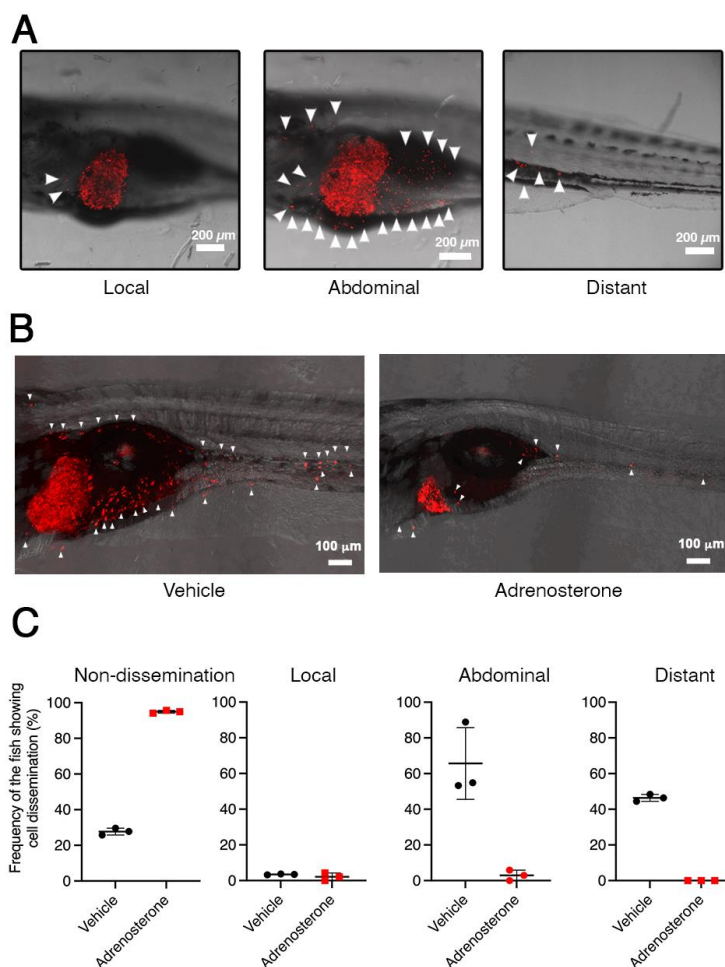 A
200 µm
200 µm
200 µm
Local
Abdominal
Distant
B
100 µm
100 µm
Vehicle
Adrenosterone
C
Non-dissemination
Local
Abdominal
Distant
Frequency of the fish showing
cell dissemination (%)
100
80
60
40
20
0
Vehicle
Adrenosterone
100
80
60
40
20
0
Vehicle
Adrenosterone
100
80
60
40
20
0
Vehicle
Adrenosterone
100
80
60
40
20
0
Vehicle
Adrenosterone